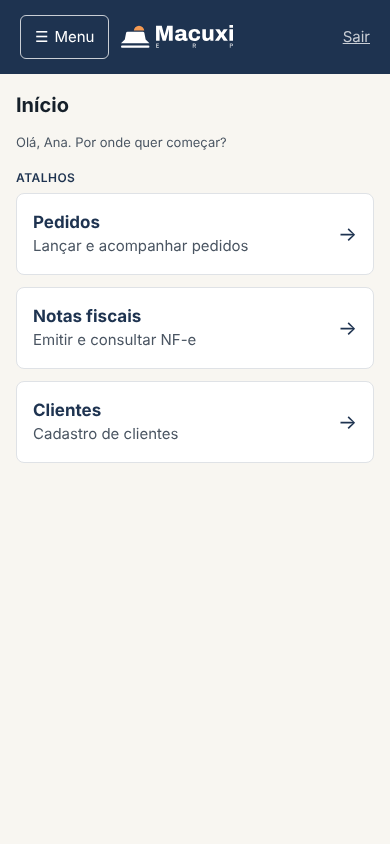 ☰ Menu
Macuxi
ERP
Sair
Início
Olá, Ana. Por onde quer começar?
ATALHOS
Pedidos
Lançar e acompanhar pedidos
→
Notas fiscais
Emitir e consultar NF-e
→
Clientes
Cadastro de clientes
→